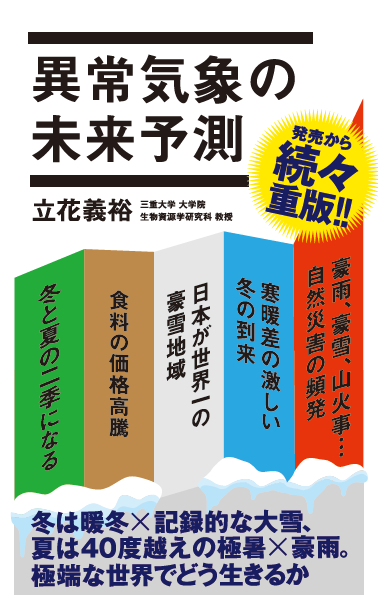 異常気象の
未来予測
立花義裕
三重大学 大学院
生物資源学研究科 教授
発売から
続々
重版!!
冬と夏の二季になる
食料の価格高騰
日本が世界一の
豪雪地域
寒暖差の激しい
冬の到来
豪雨、豪雪、山火事…
自然災害の頻発
冬は暖冬×記録的な大雪、
夏は40度越えの極暑×豪雨。
極端な世界でどう生きるか